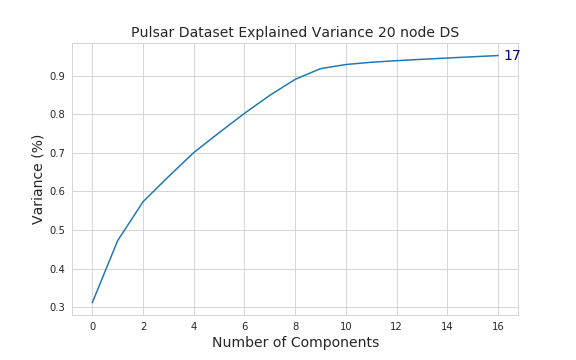 Pulsar Dataset Explained Variance 20 node DS
17
0.9
0.8
0.7
0.6
0.5
0.4
0.3
Variance (%)
0 2 4 6 8 10 12 14 16
Number of Components